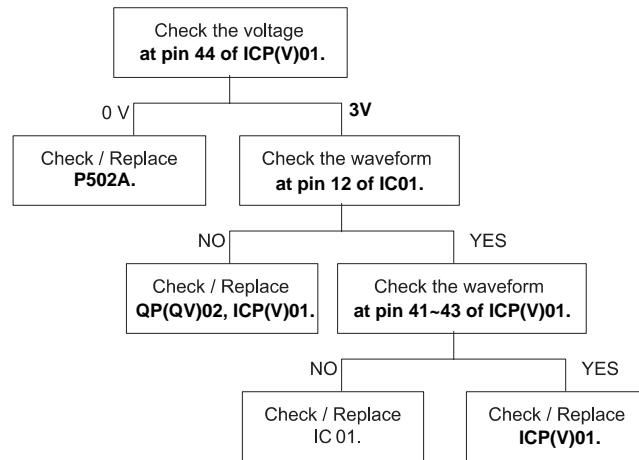 Check the voltage
at pin 44 of ICP(V)01.
0 V
3V
Check / Replace
P502A.
Check the waveform
at pin 12 of IC01.
NO
YES
Check / Replace
QP(QV)02, ICP(V)01.
Check the waveform
at pin 41~43 of ICP(V)01.
NO
YES
Check / Replace
IC 01.
Check / Replace
ICP(V)01.